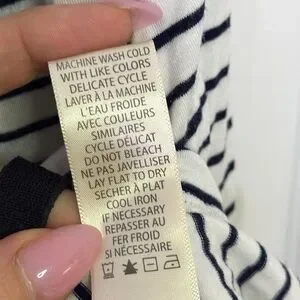 MACHINE WASH COLD
WITH LIKE COLORS
DELICATE CYCLE
LAVER À LA MACHINE
L'EAU FROIDE
AVEC COULEURS
SIMILAIRES
CYCLE DÉLICAT
DO NOT BLEACH
NE PAS JAVELLISER
LAY FLAT TO DRY
SECHER À PLAT
COOL IRON
IF NECESSARY
REPASSER AU
FER FROID
SI NÉCESSAIRE